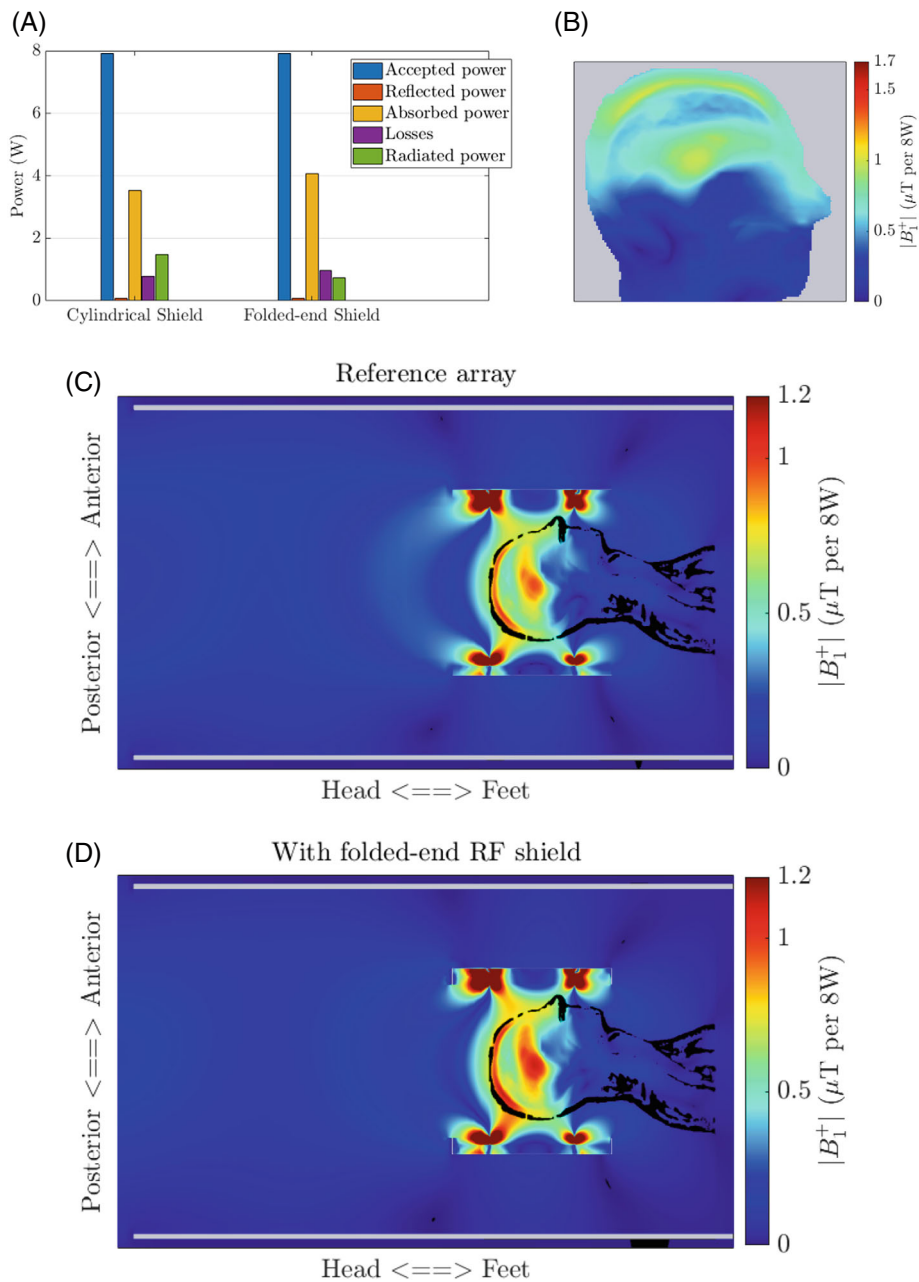 (A)
8
6
4
2
0
Power (W)
Accepted power
Reflected power
Absorbed power
Losses
Radiated power
Cylindrical Shield
Folded-end Shield
(B)
1.7
1
0.5
0
|B₁⁺| (μT per 8W)
(C)
Reference array
Posterior <==> Anterior
Head <==> Feet
1.2
1
0.5
0
|B₁⁺| (μT per 8W)
(D)
With folded-end RF shield
Posterior <==> Anterior
Head <==> Feet
1.2
1
0.5
0
|B₁⁺| (μT per 8W)